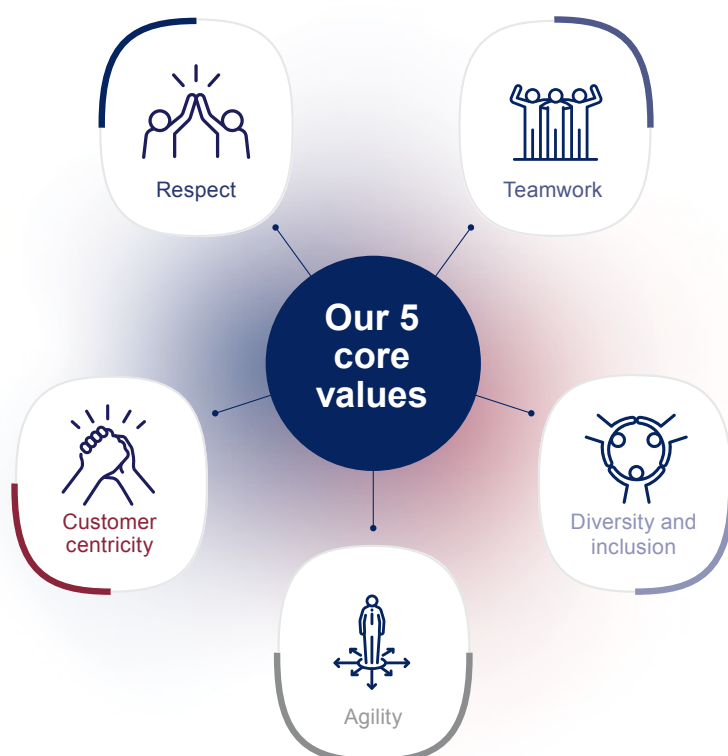 Respect
Teamwork
Our 5
core
values
Customer
centricity
Diversity and
inclusion
Agility